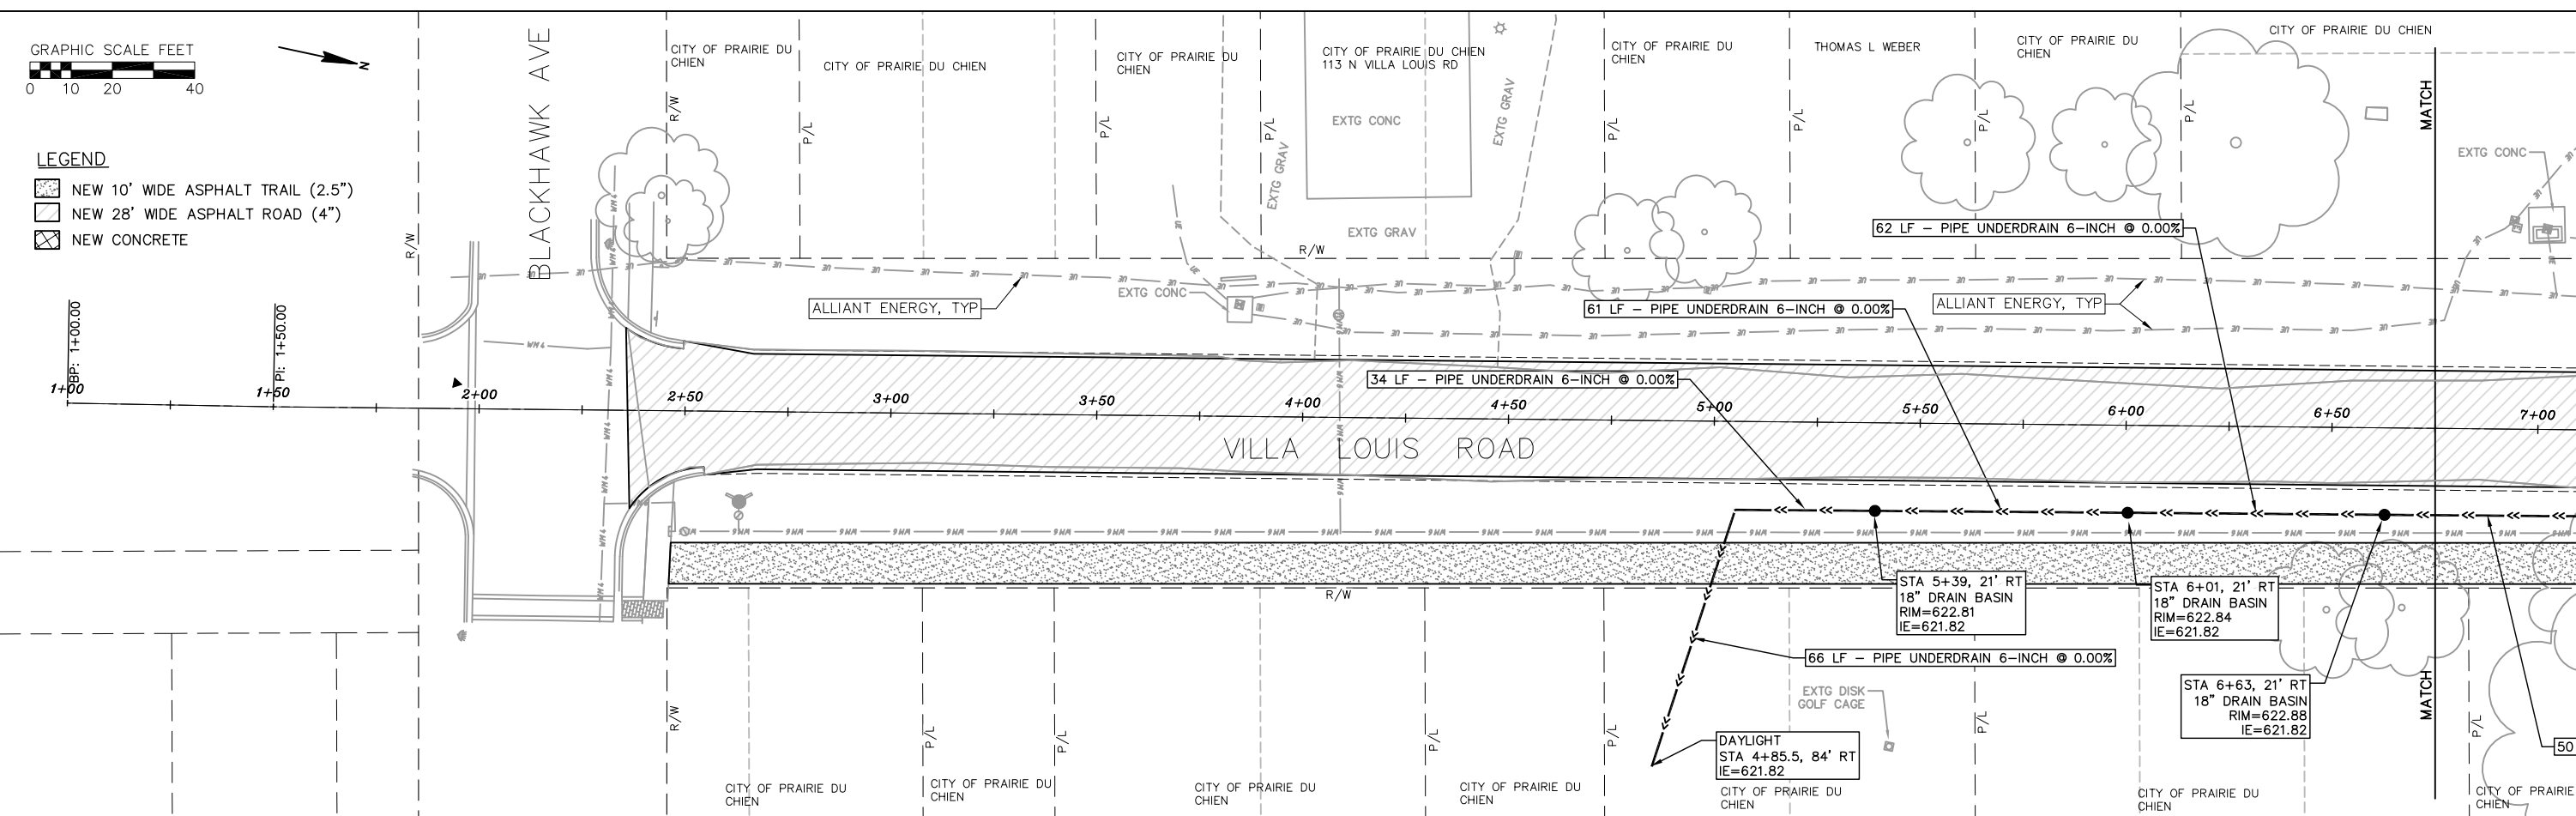 GRAPHIC SCALE FEET
0 10 20 40
N
LEGEND
NEW 10' WIDE ASPHALT TRAIL (2.5")
NEW 28' WIDE ASPHALT ROAD (4")
NEW CONCRETE
BLACKHAWK AVE
R/W
R/W
CITY OF PRAIRIE DU
CHIEN
CITY OF PRAIRIE DU CHIEN
P/L
CITY OF PRAIRIE DU
CHIEN
P/L
P/L
CITY OF PRAIRIE DU CHIEN
113 N VILLA LOUIS RD
EXTG CONC
EXTG GRAV
EXTG GRAV
EXTG GRAV
R/W
CITY OF PRAIRIE DU
CHIEN
P/L
THOMAS L WEBER
P/L
CITY OF PRAIRIE DU
CHIEN
P/L
P/L
CITY OF PRAIRIE DU CHIEN
MATCH
EXTG CONC
62 LF – PIPE UNDERDRAIN 6-INCH @ 0.00%
ALLIANT ENERGY, TYP
EXTG CONC
61 LF – PIPE UNDERDRAIN 6-INCH @ 0.00%
ALLIANT ENERGY, TYP
34 LF – PIPE UNDERDRAIN 6-INCH @ 0.00%
BP: 1+00.00
PI: 1+50.00
1+00
1+50
2+00
2+50
3+00
3+50
4+00
4+50
5+00
5+50
6+00
6+50
7+00
VILLA LOUIS ROAD
R/W
STA 5+39, 21' RT
18" DRAIN BASIN
RIM=622.81
IE=621.82
STA 6+01, 21' RT
18" DRAIN BASIN
RIM=622.84
IE=621.82
66 LF – PIPE UNDERDRAIN 6-INCH @ 0.00%
STA 6+63, 21' RT
18" DRAIN BASIN
RIM=622.88
IE=621.82
EXTG DISK
GOLF CAGE
MATCH
DAYLIGHT
STA 4+85.5, 84' RT
IE=621.82
50
R/W
P/L
P/L
P/L
P/L
P/L
P/L
CITY OF PRAIRIE DU
CHIEN
CITY OF PRAIRIE DU
CHIEN
CITY OF PRAIRIE DU
CHIEN
CITY OF PRAIRIE DU
CHIEN
CITY OF PRAIRIE DU
CHIEN
CITY OF PRAIRIE DU
CHIEN
CITY OF PRAIRIE
CHIEN